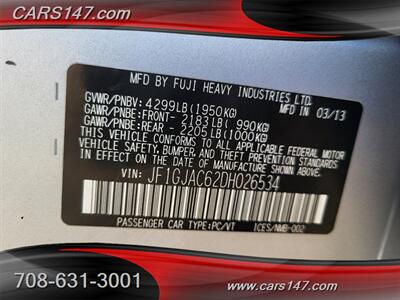 CARS147.com
MFD BY FUJI HEAVY INDUSTRIES LTD.
GVWR/PNBV: 4299LB(1950KG) MFD IN 03/13
GAWR/PNBE:FRONT- 2183LB( 990KG)
GAWR/PNBE:REAR - 2205LB(1000KG)
THIS VEHICLE CONFORMS TO ALL APPLICABLE FEDERAL MOTOR VEHICLE
SAFETY, BUMPER, AND THEFT PREVENTION STANDARDS
IN EFFECT ON THE DATE OF MANUFACTURE SHOWN ABOVE.
VIN: JF1GJAC62DH026534
PASSENGER CAR TYPE:PC/VT ICES/NMB-002
708-631-3001 www.cars147.com